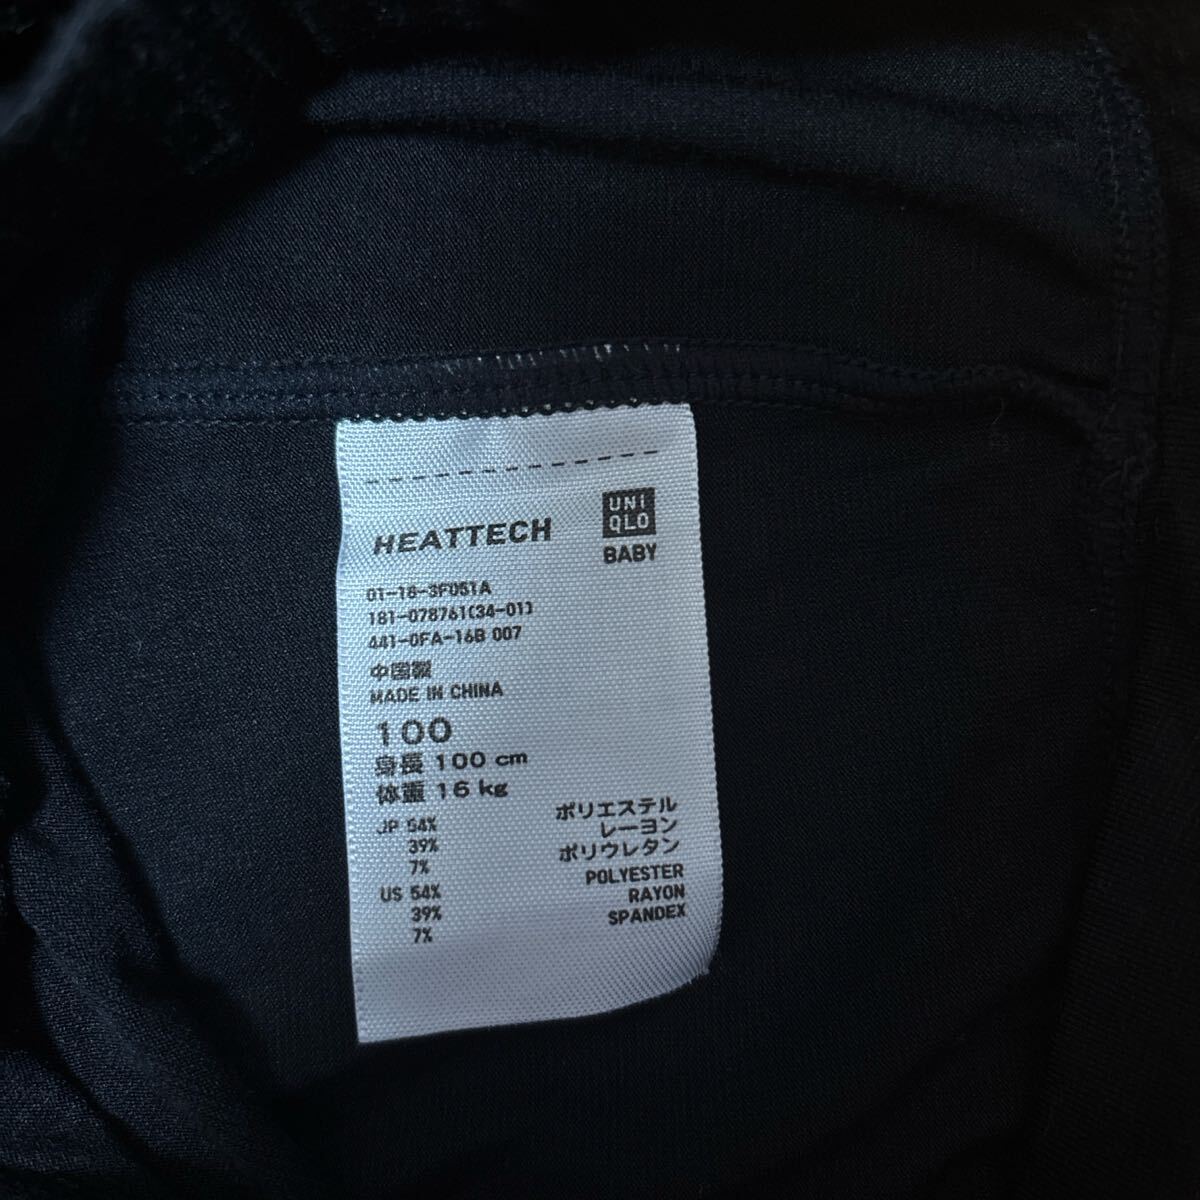 UNI
QLO
HEATTECH
BABY
01-18-3F051A
181-078761(34-01)
441-0FA-16B 007
中国製
MADE IN CHINA
100
身長 100 cm
体重 16 kg
JP 54% ポリエステル
39% レーヨン
7% ポリウレタン
US 54% POLYESTER
39% RAYON
7% SPANDEX